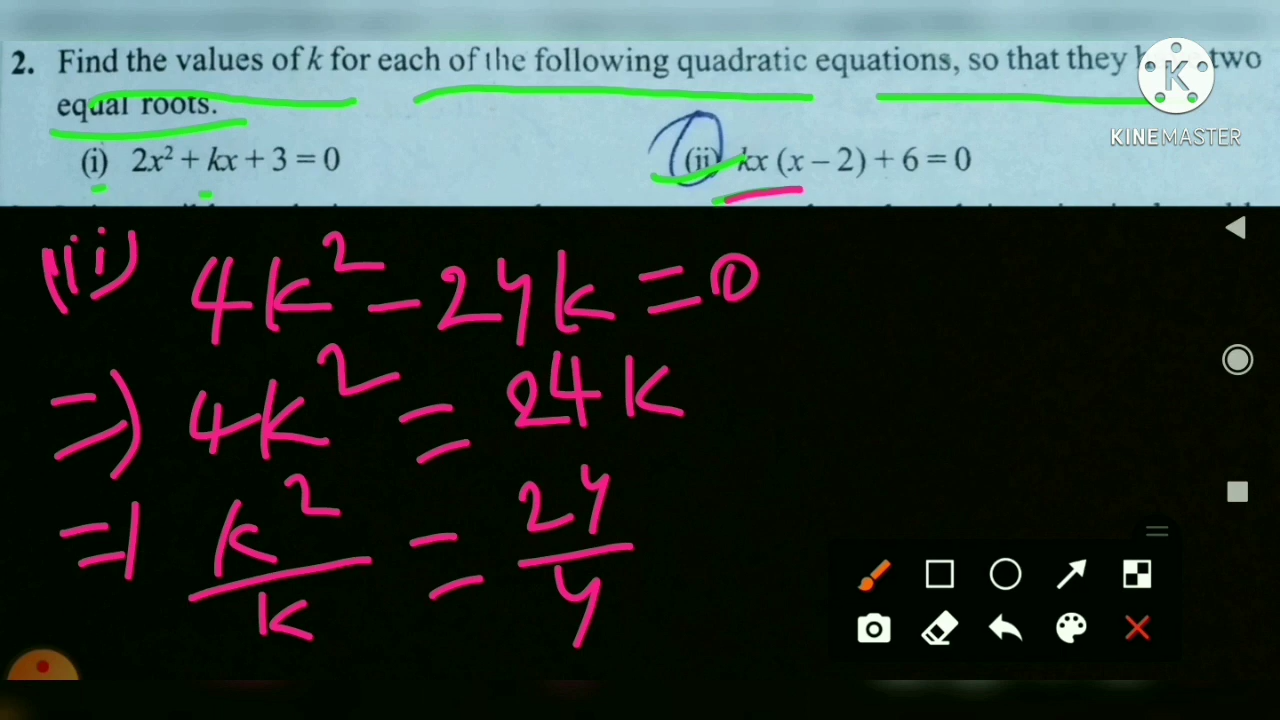 2. Find the values of k for each of the following quadratic equations, so that they two
equal roots.
(i) 2x² + kx + 3 = 0
(ii) kx (x − 2) + 6 = 0
K
KINEMASTER
(ii) 4k² − 24k = 0
=) 4k² = 24k
=) k²/k = 24/4